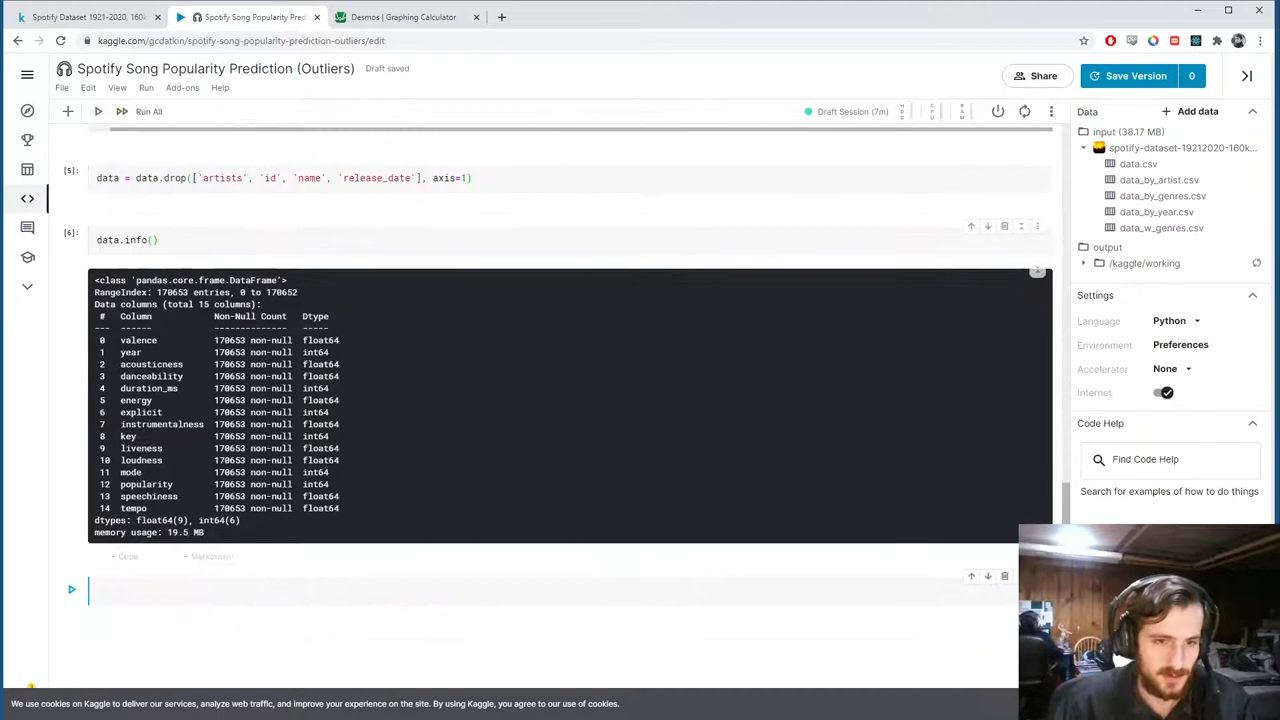 Spotify Dataset 1921-2020, 160k
Spotify Song Popularity Pred
Desmos | Graphing Calculator
kaggle.com/gcdatkin/spotify-song-popularity-prediction-outliers/edit
Spotify Song Popularity Prediction (Outliers)
Draft saved
Share
Save Version
0
File
Edit
View
Run
Add-ons
Help
Run All
Draft Session (7m)
Data
Add data
input (38.17 MB)
spotify-dataset-19212020-160k...
data.csv
data_by_artist.csv
data_by_genres.csv
data_by_year.csv
data_w_genres.csv
output
/kaggle/working
Settings
Language
Python
Environment
Preferences
Accelerator
None
Internet
Code Help
Find Code Help
Search for examples of how to do things
[5]:
data = data.drop(['artists', 'id', 'name', 'release_date'], axis=1)
[6]:
data.info()
<class 'pandas.core.frame.DataFrame'>
RangeIndex: 170653 entries, 0 to 170652
Data columns (total 15 columns):
# Column Non-Null Count Dtype
--- ------ -------------- -----
0 valence 170653 non-null float64
1 year 170653 non-null int64
2 acousticness 170653 non-null float64
3 danceability 170653 non-null float64
4 duration_ms 170653 non-null int64
5 energy 170653 non-null float64
6 explicit 170653 non-null int64
7 instrumentalness 170653 non-null float64
8 key 170653 non-null int64
9 liveness 170653 non-null float64
10 loudness 170653 non-null float64
11 mode 170653 non-null int64
12 popularity 170653 non-null int64
13 speechiness 170653 non-null float64
14 tempo 170653 non-null float64
dtypes: float64(9), int64(6)
memory usage: 19.5 MB
+ Code
+ Markdown
We use cookies on Kaggle to deliver our services, analyze web traffic, and improve your experience on the site. By using Kaggle, you agree to our use of cookies.